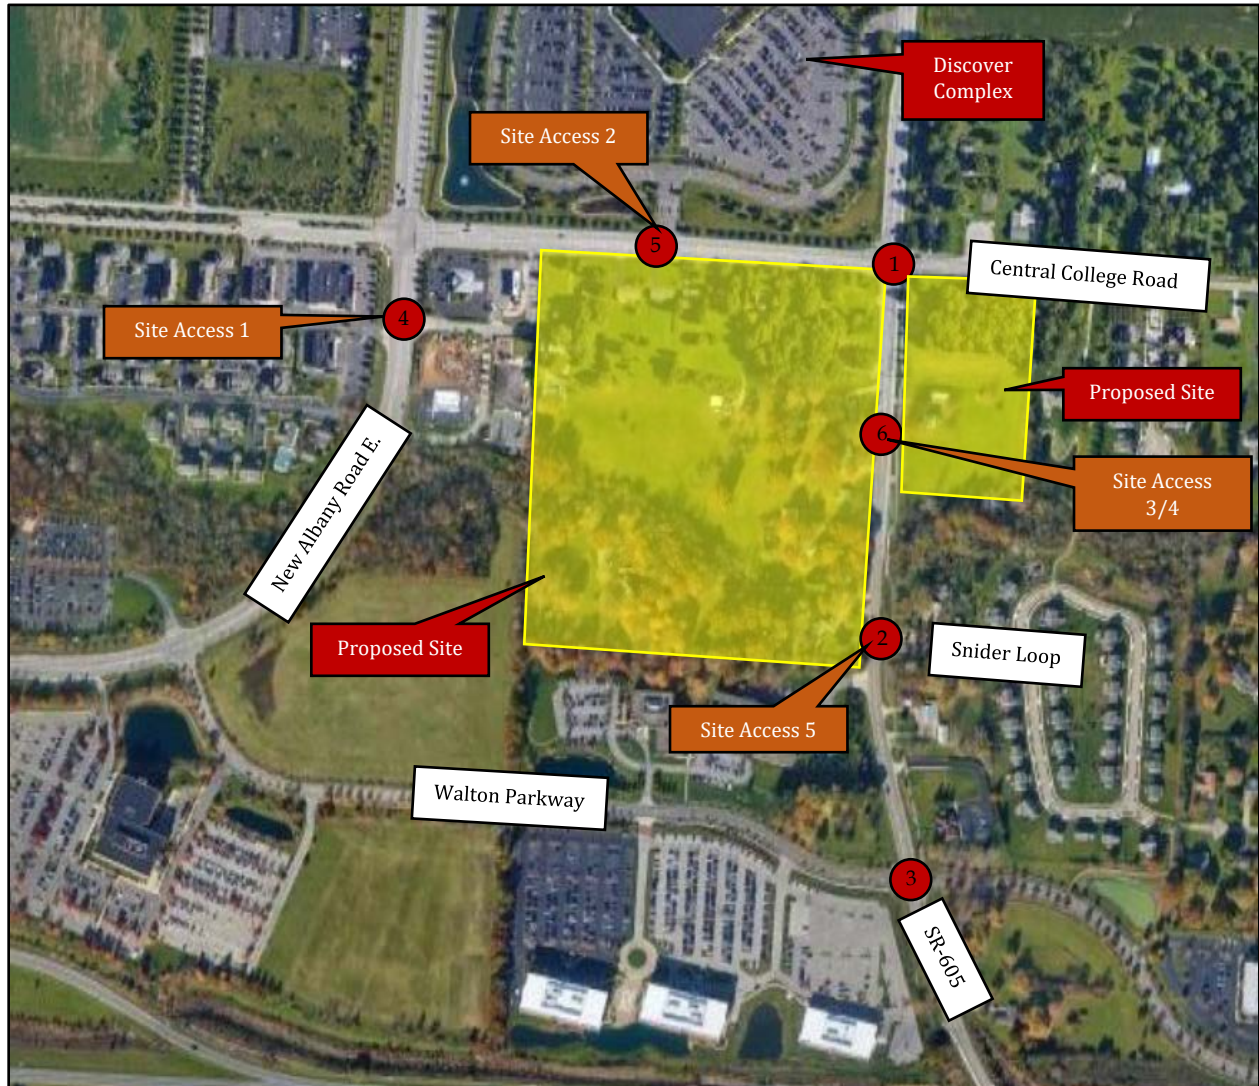 Discover
Complex
Site Access 2
5
1
Central College Road
Site Access 1
4
Proposed Site
6
Site Access
3/4
New Albany Road E.
Proposed Site
2
Snider Loop
Site Access 5
Walton Parkway
3
SR-605